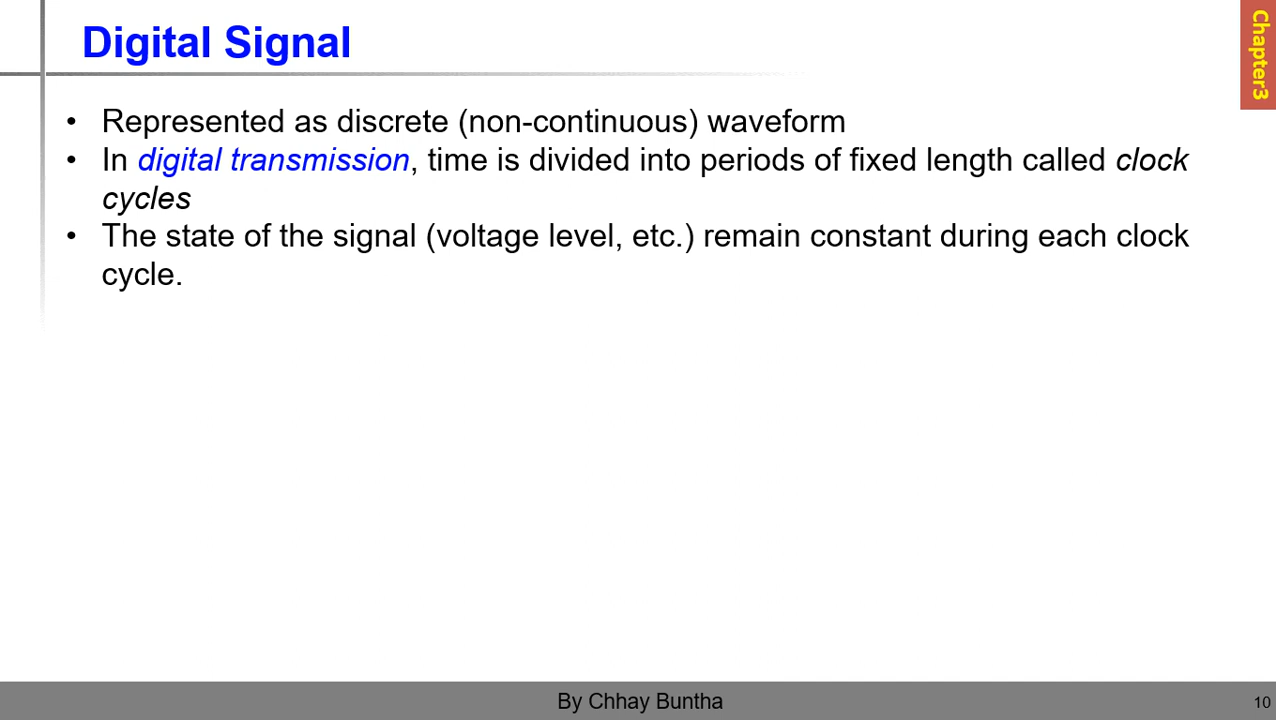 Digital Signal
Chapter3
• Represented as discrete (non-continuous) waveform
• In digital transmission, time is divided into periods of fixed length called clock
cycles
• The state of the signal (voltage level, etc.) remain constant during each clock
cycle.
By Chhay Buntha
10